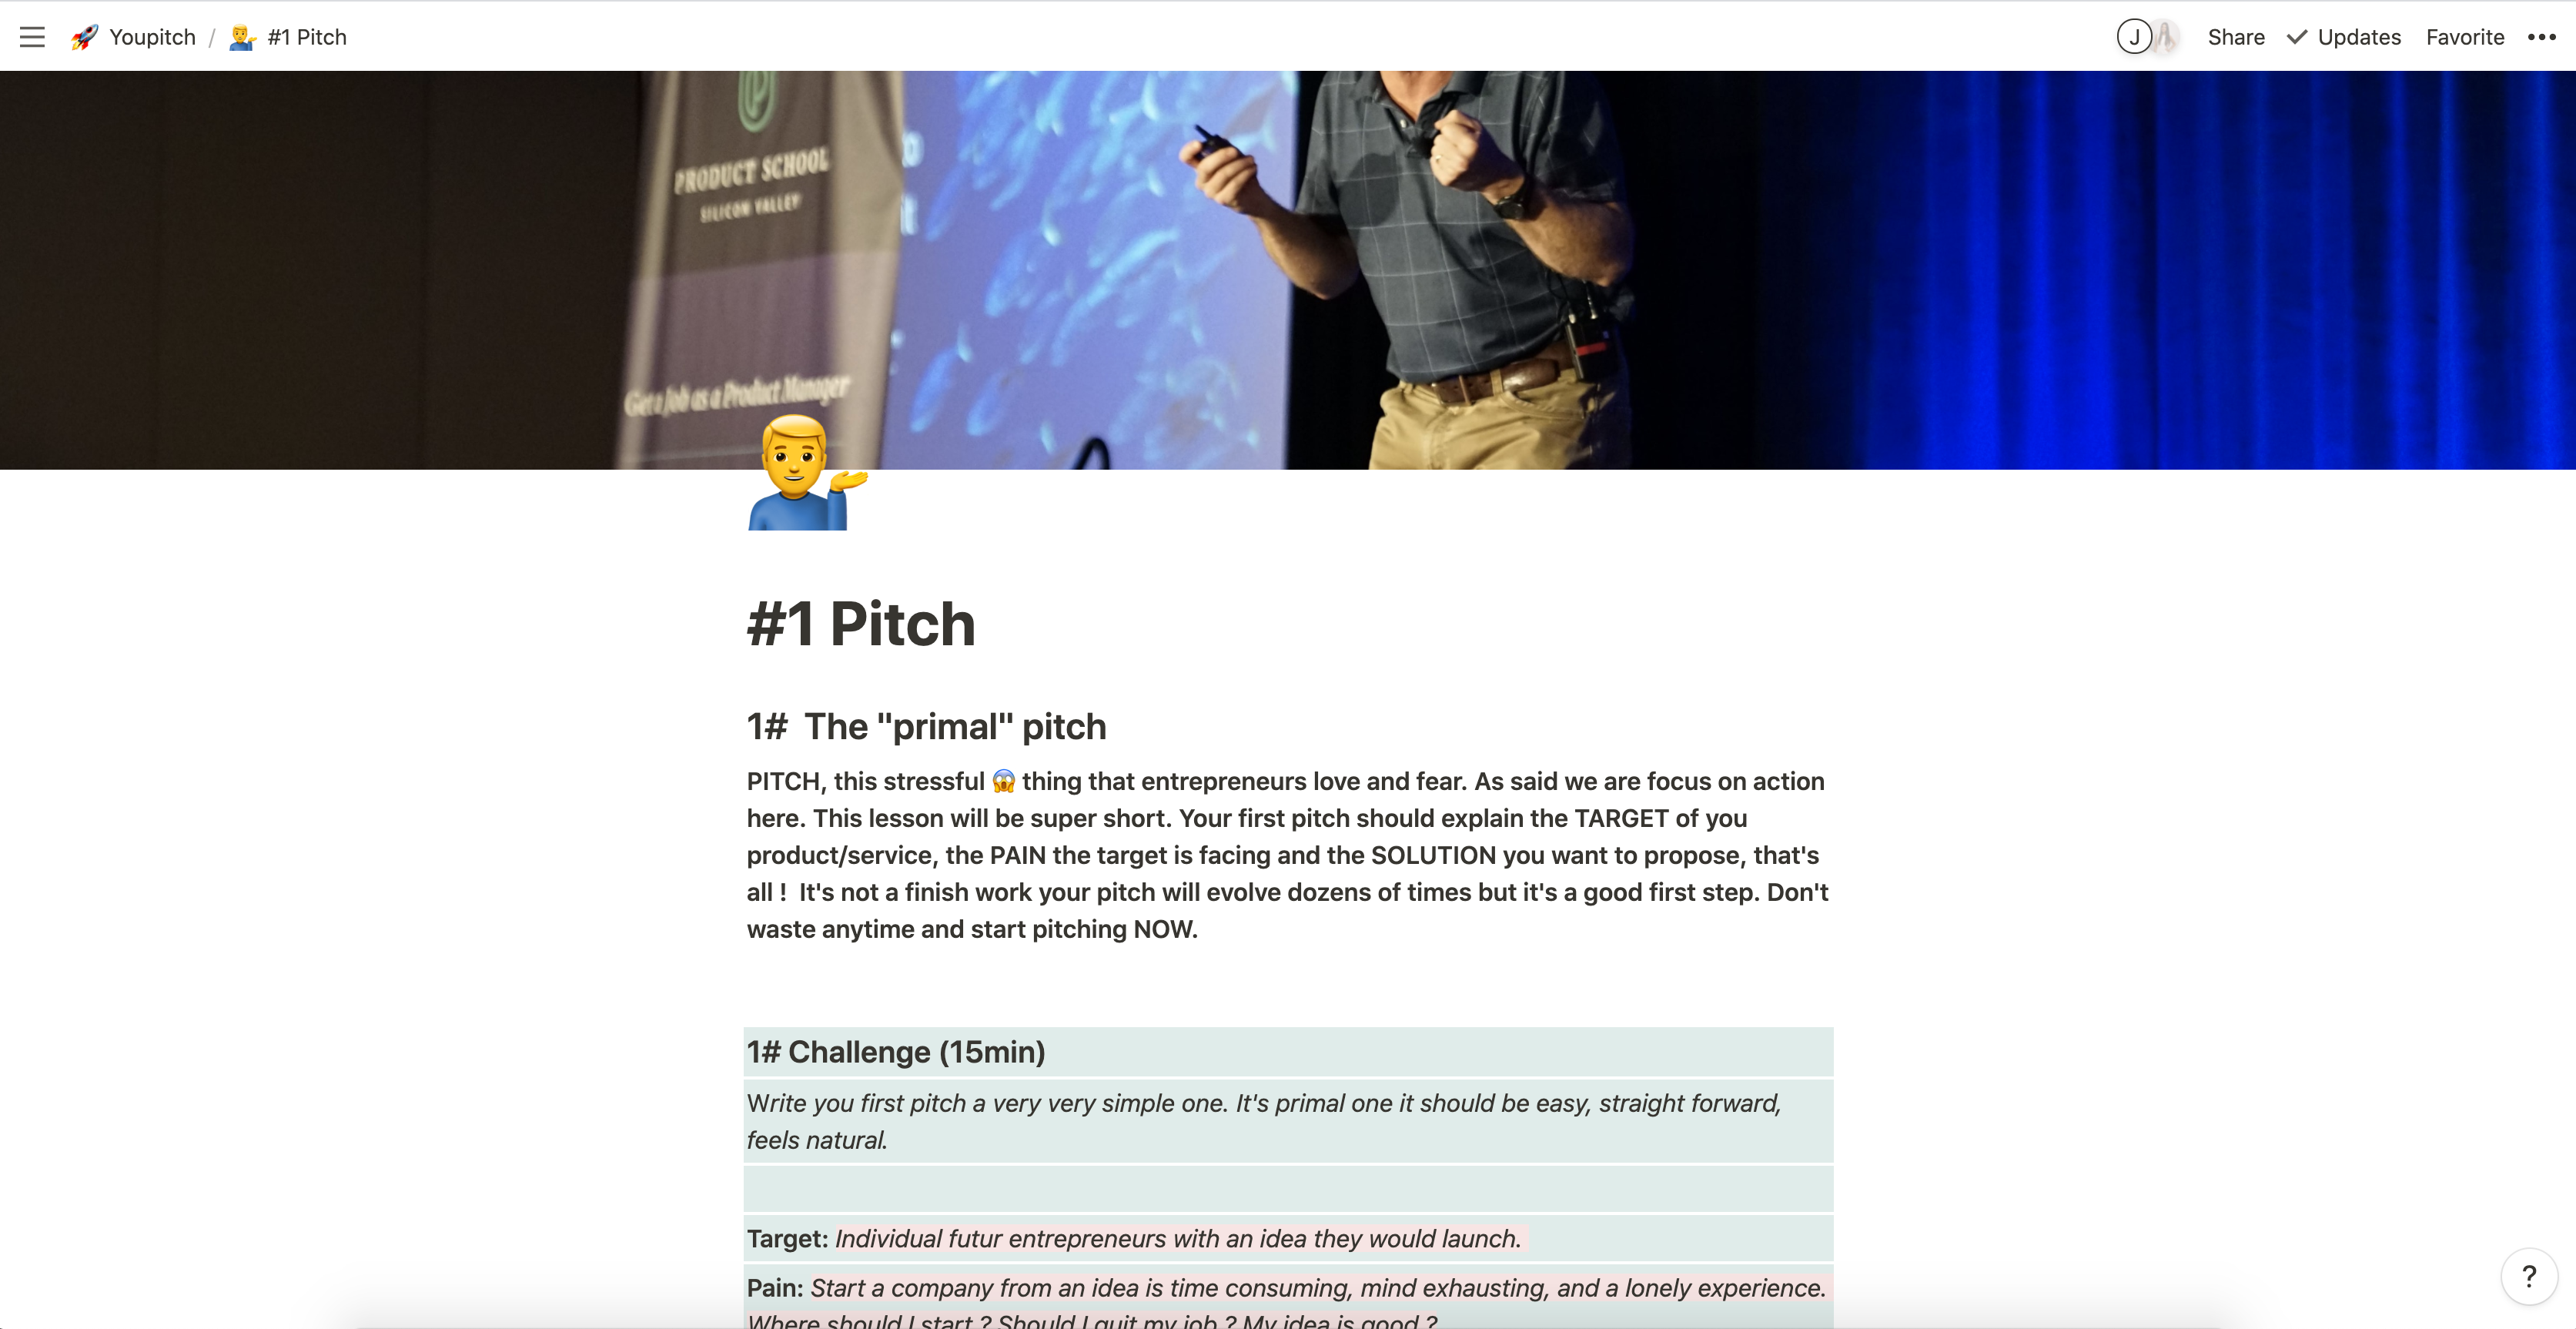 Youpitch / #1 Pitch
J
Share
Updates
Favorite
PRODUCT SCHOOL
SILICON VALLEY
Get a Job as a Product Manager
#1 Pitch
1# The "primal" pitch
PITCH, this stressful 😱 thing that entrepreneurs love and fear. As said we are focus on action
here. This lesson will be super short. Your first pitch should explain the TARGET of you
product/service, the PAIN the target is facing and the SOLUTION you want to propose, that's
all ! It's not a finish work your pitch will evolve dozens of times but it's a good first step. Don't
waste anytime and start pitching NOW.
1# Challenge (15min)
Write you first pitch a very very simple one. It's primal one it should be easy, straight forward,
feels natural.
Target: Individual futur entrepreneurs with an idea they would launch.
Pain: Start a company from an idea is time consuming, mind exhausting, and a lonely experience.
Where should I start ? Should I quit my job ? My idea is good ?
?